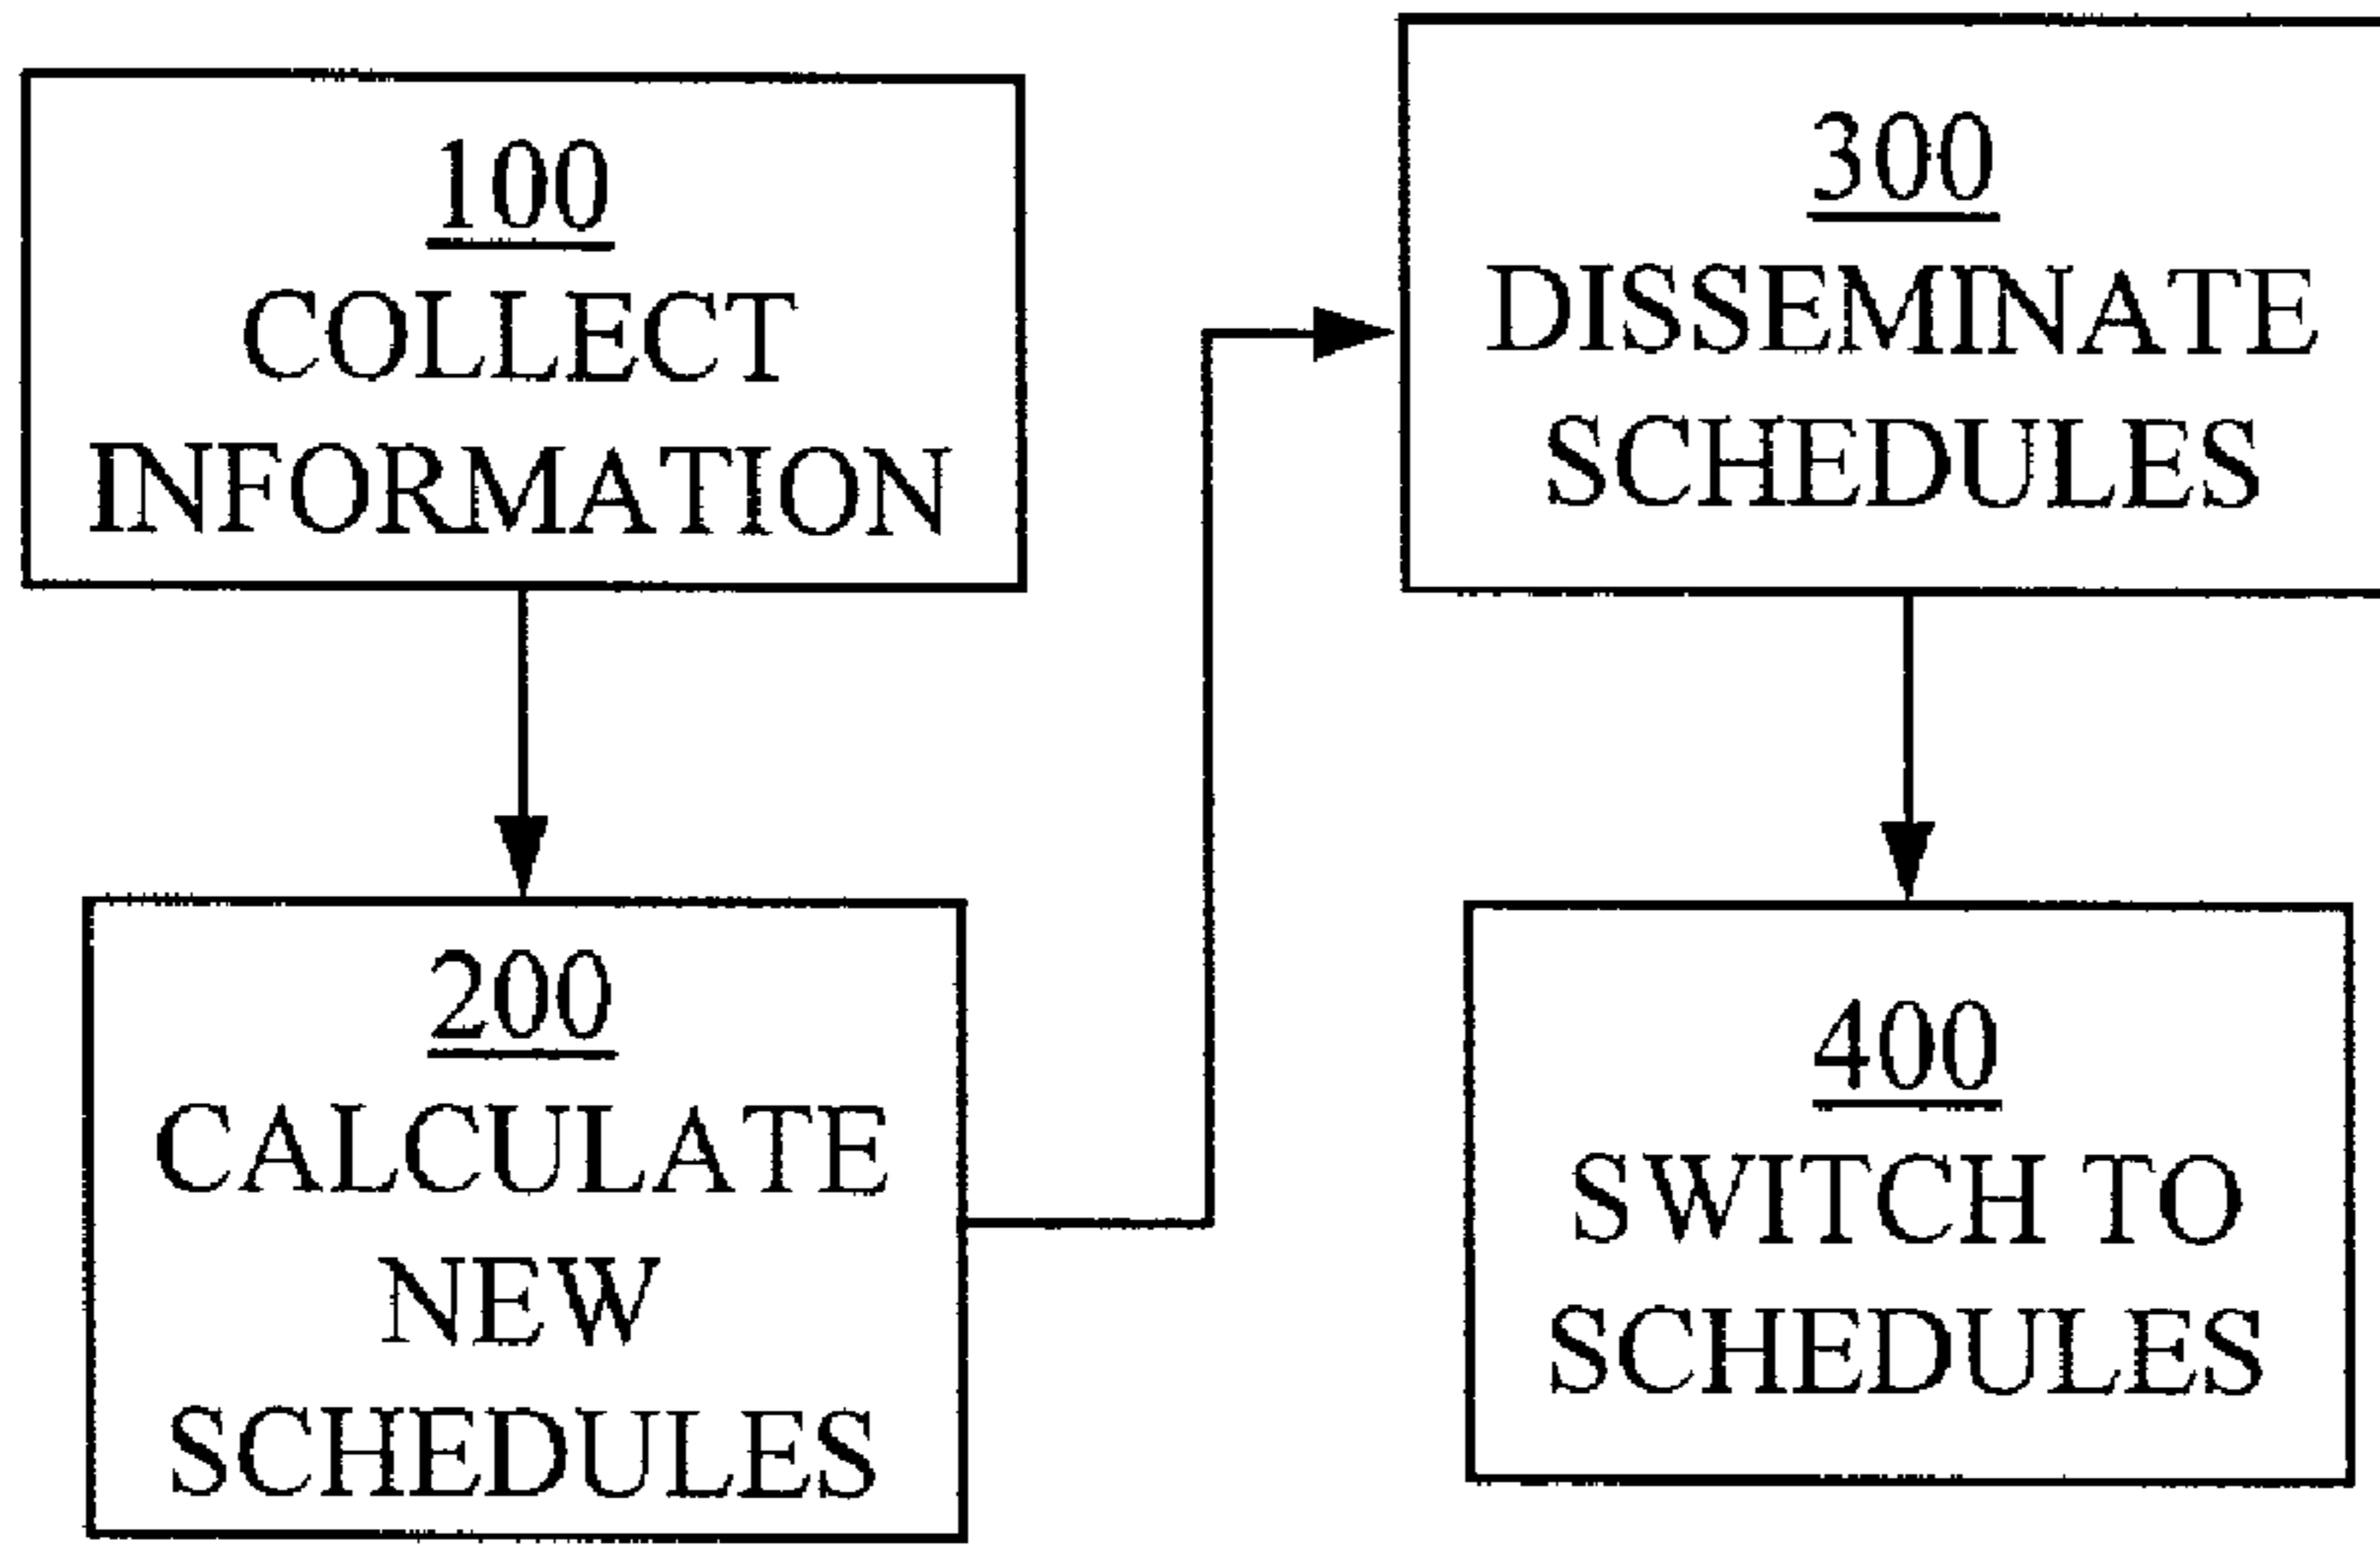 100
COLLECT
INFORMATION
200
CALCULATE
NEW
SCHEDULES
300
DISSEMINATE
SCHEDULES
400
SWITCH TO
SCHEDULES